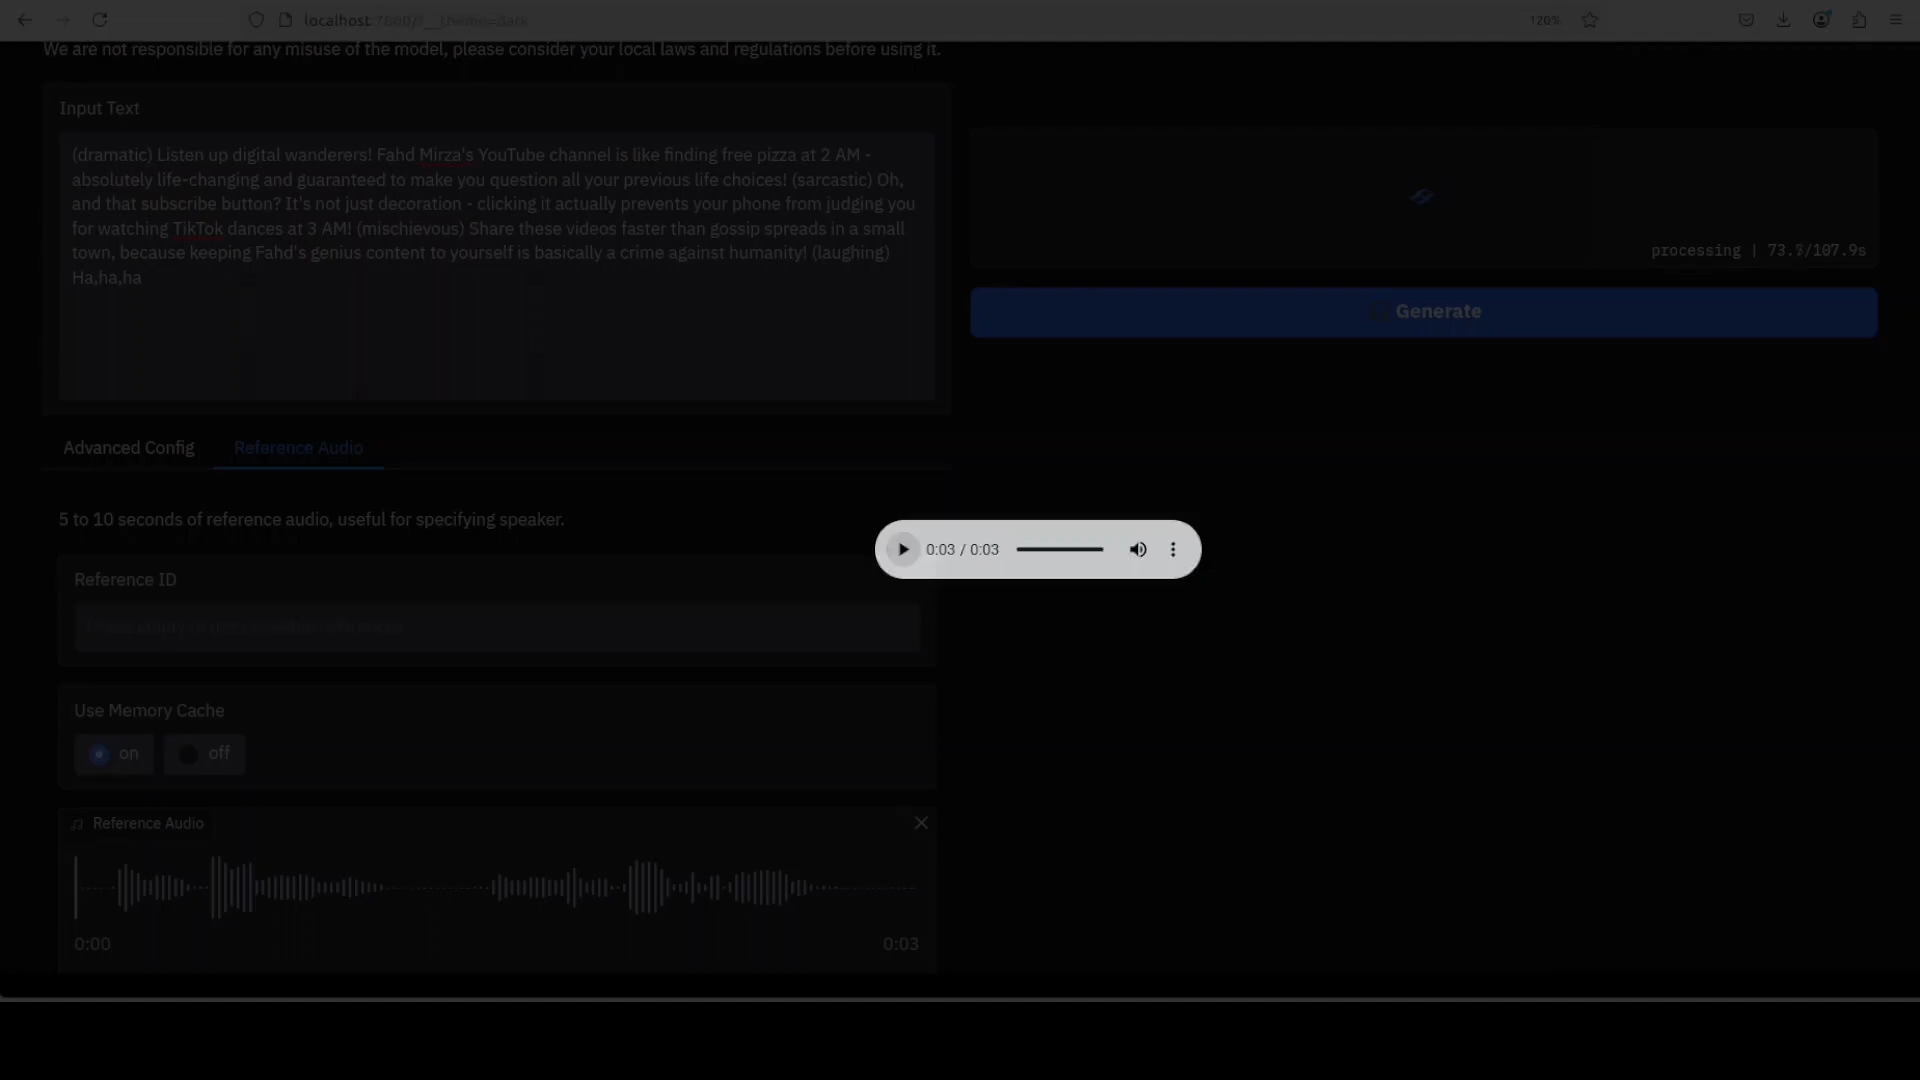 localhost:7860/?__theme=dark
120%
We are not responsible for any misuse of the model, please consider your local laws and regulations before using it.
Input Text
(dramatic) Listen up digital wanderers! Fahd Mirza's YouTube channel is like finding free pizza at 2 AM -
absolutely life-changing and guaranteed to make you question all your previous life choices! (sarcastic) Oh,
and that subscribe button? It's not just decoration - clicking it actually prevents your phone from judging you
for watching TikTok dances at 3 AM! (mischievous) Share these videos faster than gossip spreads in a small
town, because keeping Fahd's genius content to yourself is basically a crime against humanity! (laughing)
Ha,ha,ha
processing | 73./107.9s
Generate
Advanced Config
Reference Audio
5 to 10 seconds of reference audio, useful for specifying speaker.
0:03 / 0:03
Reference ID
Use Memory Cache
on
off
Reference Audio
0:00
0:03